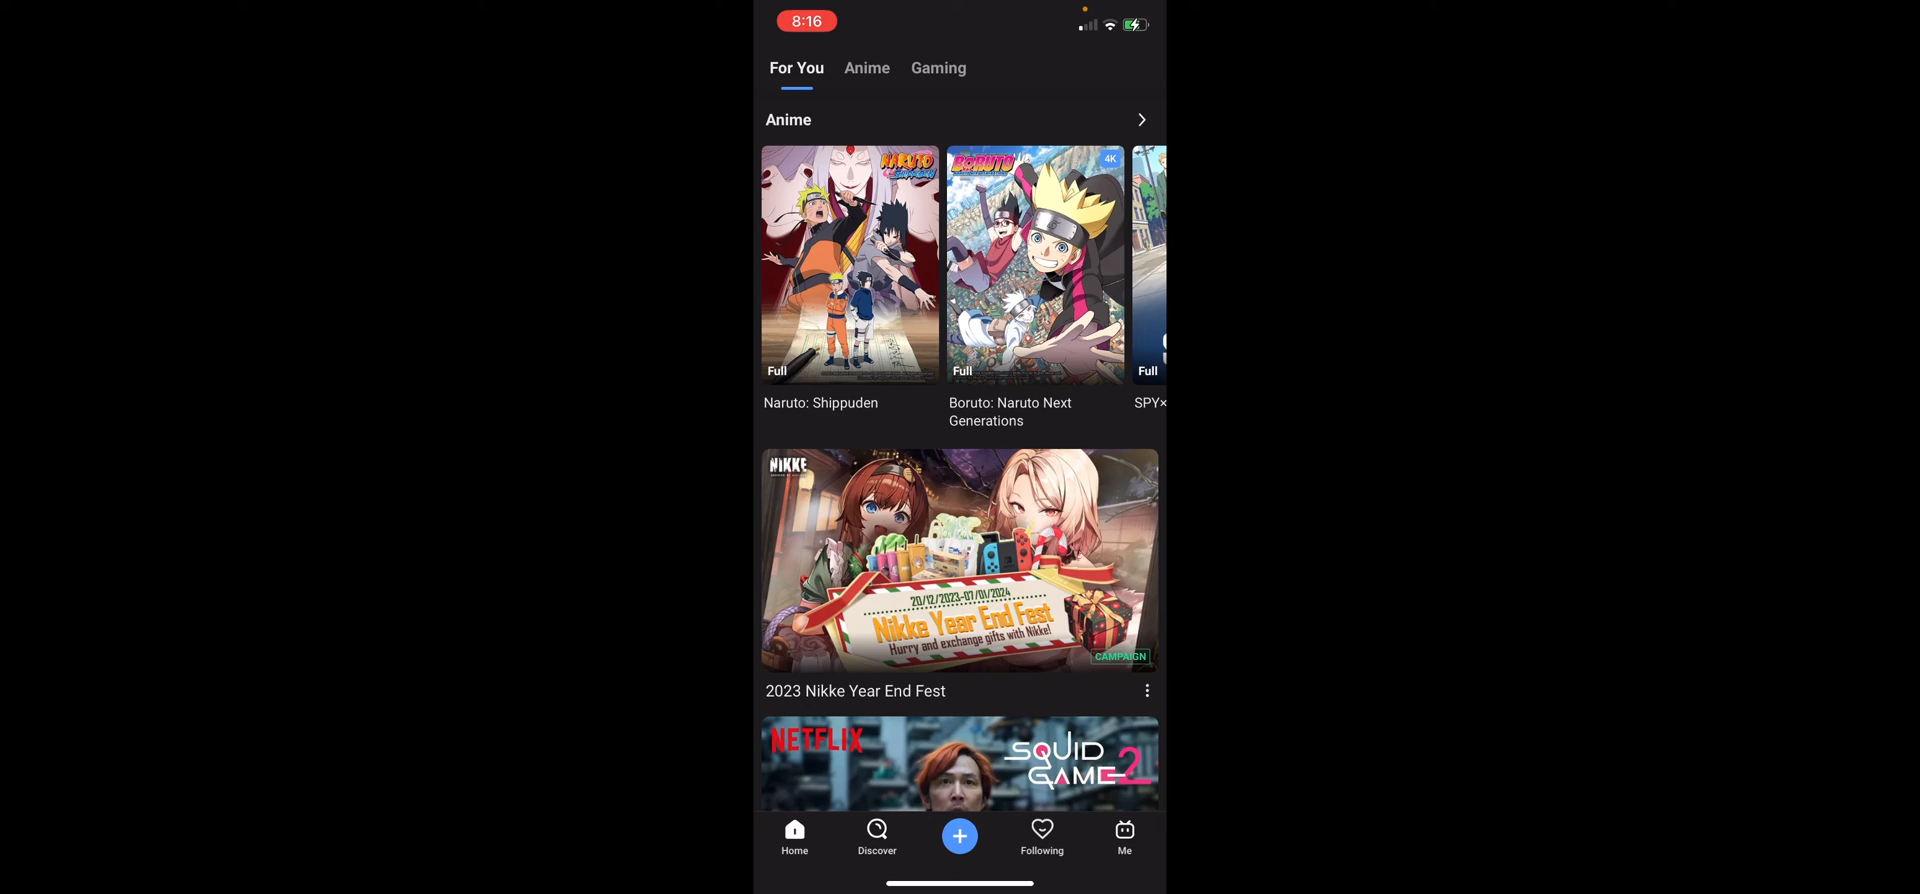 8:16
For You
Anime
Gaming
Anime
NARUTO
BORUTO
4K
Full
Full
Full
Naruto: Shippuden
Boruto: Naruto Next
Generations
SPY×
NIKKE
20/12/2023-07/01/2024
Nikke Year End Fest
Hurry and exchange gifts with Nikke!
CAMPAIGN
2023 Nikke Year End Fest
NETFLIX
SQUID
GAME 2
Home
Discover
Following
Me